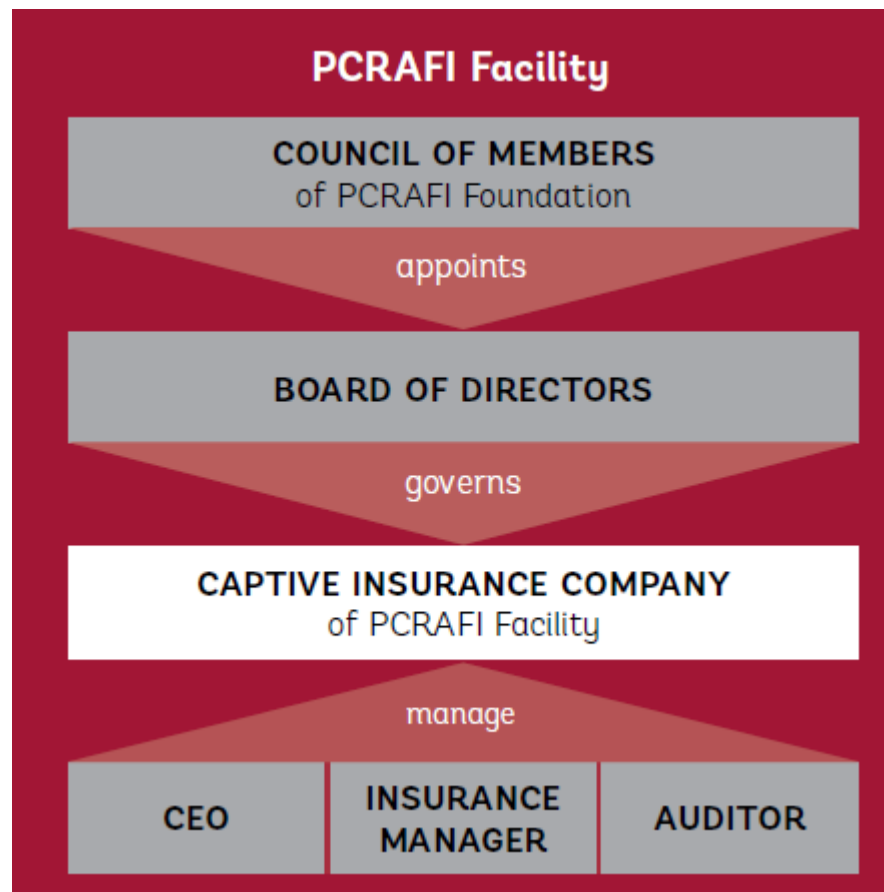 PCRAFI Facility
COUNCIL OF MEMBERS
of PCRAFI Foundation
appoints
BOARD OF DIRECTORS
governs
CAPTIVE INSURANCE COMPANY
of PCRAFI Facility
manage
CEO
INSURANCE
MANAGER
AUDITOR